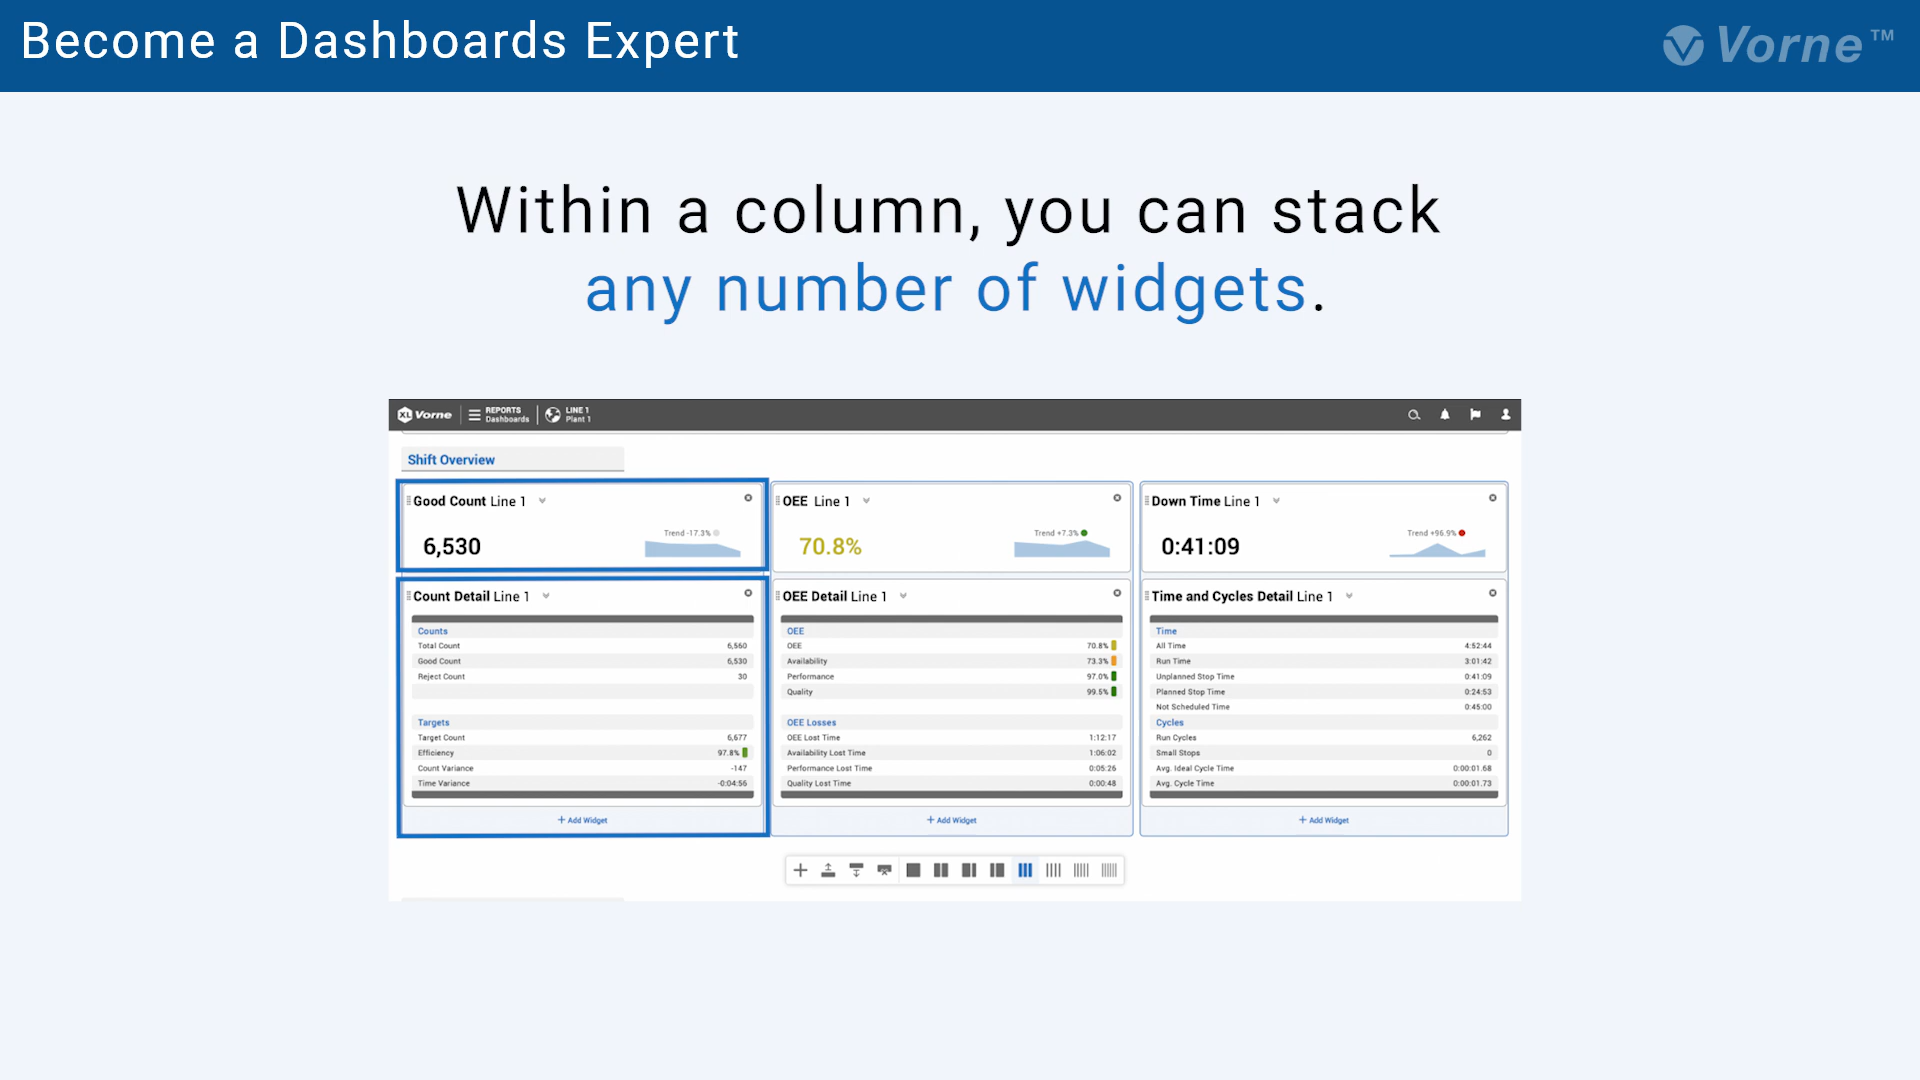 Become a Dashboards Expert
Vorne™
Within a column, you can stack
any number of widgets.
XL Vorne
REPORTS
Dashboards
LINE 1
Plant 1
Shift Overview
Good Count Line 1
6,530
Trend -17.3%
OEE Line 1
70.8%
Trend +7.3%
Down Time Line 1
0:41:09
Trend +96.9%
Count Detail Line 1
Counts
Total Count 6,560
Good Count 6,530
Reject Count 30
Targets
Target Count 6,677
Efficiency 97.8%
Count Variance -147
Time Variance -0:04:56
+ Add Widget
OEE Detail Line 1
OEE
OEE 70.8%
Availability 73.3%
Performance 97.0%
Quality 99.5%
OEE Losses
OEE Lost Time 1:12:17
Availability Lost Time 1:06:02
Performance Lost Time 0:05:26
Quality Lost Time 0:00:48
+ Add Widget
Time and Cycles Detail Line 1
Time
All Time 4:52:44
Run Time 3:01:42
Unplanned Stop Time 0:41:09
Planned Stop Time 0:24:53
Not Scheduled Time 0:45:00
Cycles
Run Cycles 6,262
Small Stops 0
Avg. Ideal Cycle Time 0:00:01.68
Avg. Cycle Time 0:00:01.73
+ Add Widget